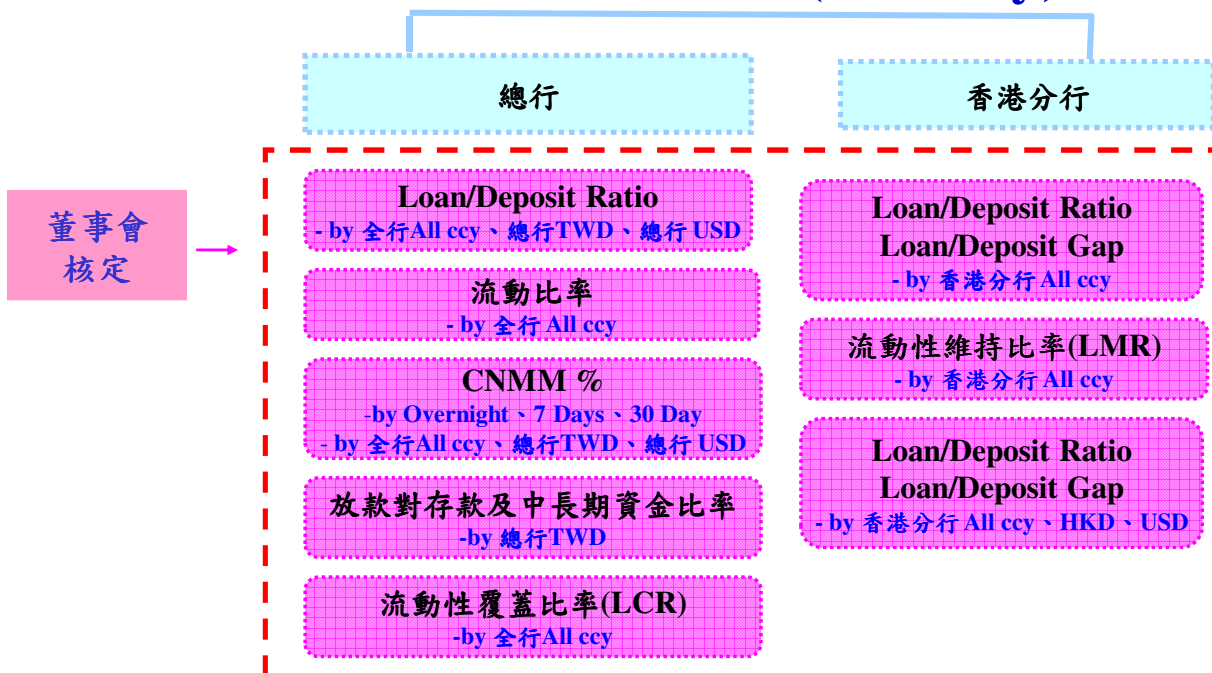 總行
香港分行
董事會
核定
Loan/Deposit Ratio
- by 全行All ccy、總行TWD、總行 USD
流動比率
- by 全行 All ccy
CNMM %
-by Overnight、7 Days、30 Day
- by 全行All ccy、總行TWD、總行 USD
放款對存款及中長期資金比率
-by 總行TWD
流動性覆蓋比率(LCR)
-by 全行All ccy
Loan/Deposit Ratio
Loan/Deposit Gap
- by 香港分行 All ccy
流動性維持比率(LMR)
- by 香港分行 All ccy
Loan/Deposit Ratio
Loan/Deposit Gap
- by 香港分行 All ccy、HKD、USD